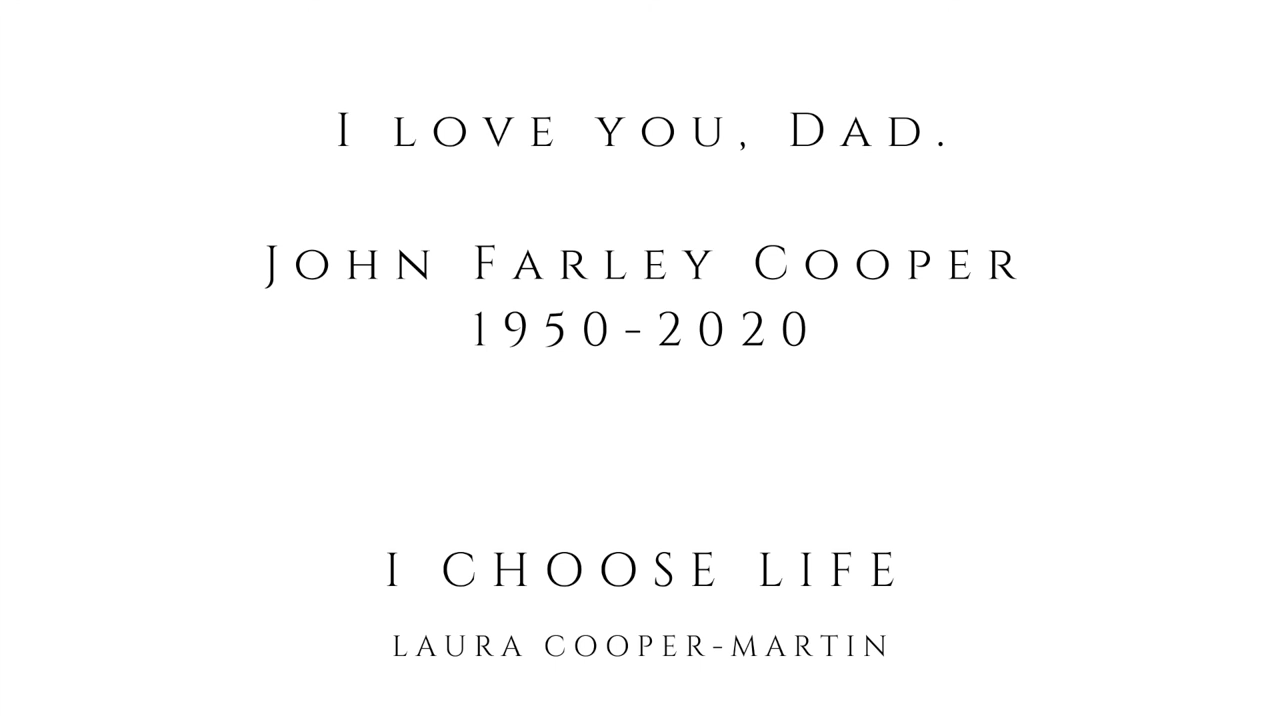 I love you, Dad.
John Farley Cooper
1950-2020
I CHOOSE LIFE
LAURA COOPER-MARTIN